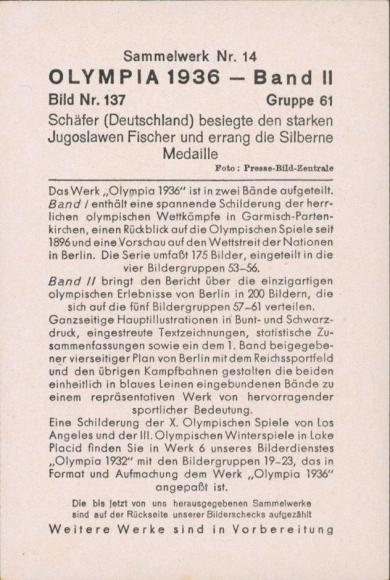 Sammelwerk Nr. 14
OLYMPIA 1936 — Band II
Bild Nr. 137 Gruppe 61
Schäfer (Deutschland) besiegte den starken
Jugoslawen Fischer und errang die Silberne
Medaille
Foto: Presse-Bild-Zentrale
Das Werk „Olympia 1936" ist in zwei Bände aufgeteilt.
Band I enthält eine spannende Schilderung der herr-
lichen olympischen Wettkämpfe in Garmisch-Parten-
kirchen, einen Rückblick auf die Olympischen Spiele seit
1896 und eine Vorschau auf den Wettstreit der Nationen
in Berlin. Die Serie umfaßt 175 Bilder, eingeteilt in die
vier Bildergruppen 53–56.
Band II bringt den Bericht über die einzigartigen
olympischen Erlebnisse von Berlin in 200 Bildern, die
sich auf die fünf Bildergruppen 57–61 verteilen.
Ganzseitige Hauptillustrationen in Bunt- und Schwarz-
druck, eingestreute Textzeichnungen, statistische Zu-
sammenfassungen sowie ein dem 1. Band beigegebe-
ner vierseitiger Plan von Berlin mit dem Reichssportfeld
und den übrigen Kampfbahnen gestalten die beiden
einheitlich in blaues Leinen eingebundenen Bände zu
einem repräsentativen Werk von hervorragender
sportlicher Bedeutung.
Eine Schilderung der X. Olympischen Spiele von Los
Angeles und der III. Olympischen Winterspiele in Lake
Placid finden Sie in Werk 6 unseres Bilderdienstes
„Olympia 1932" mit den Bildergruppen 19–23, das in
Format und Aufmachung dem Werk „Olympia 1936"
angepaßt ist.
Die bis jetzt von uns herausgegebenen Sammelwerke
sind auf der Rückseite unserer Bilderschecks aufgezählt
Weitere Werke sind in Vorbereitung